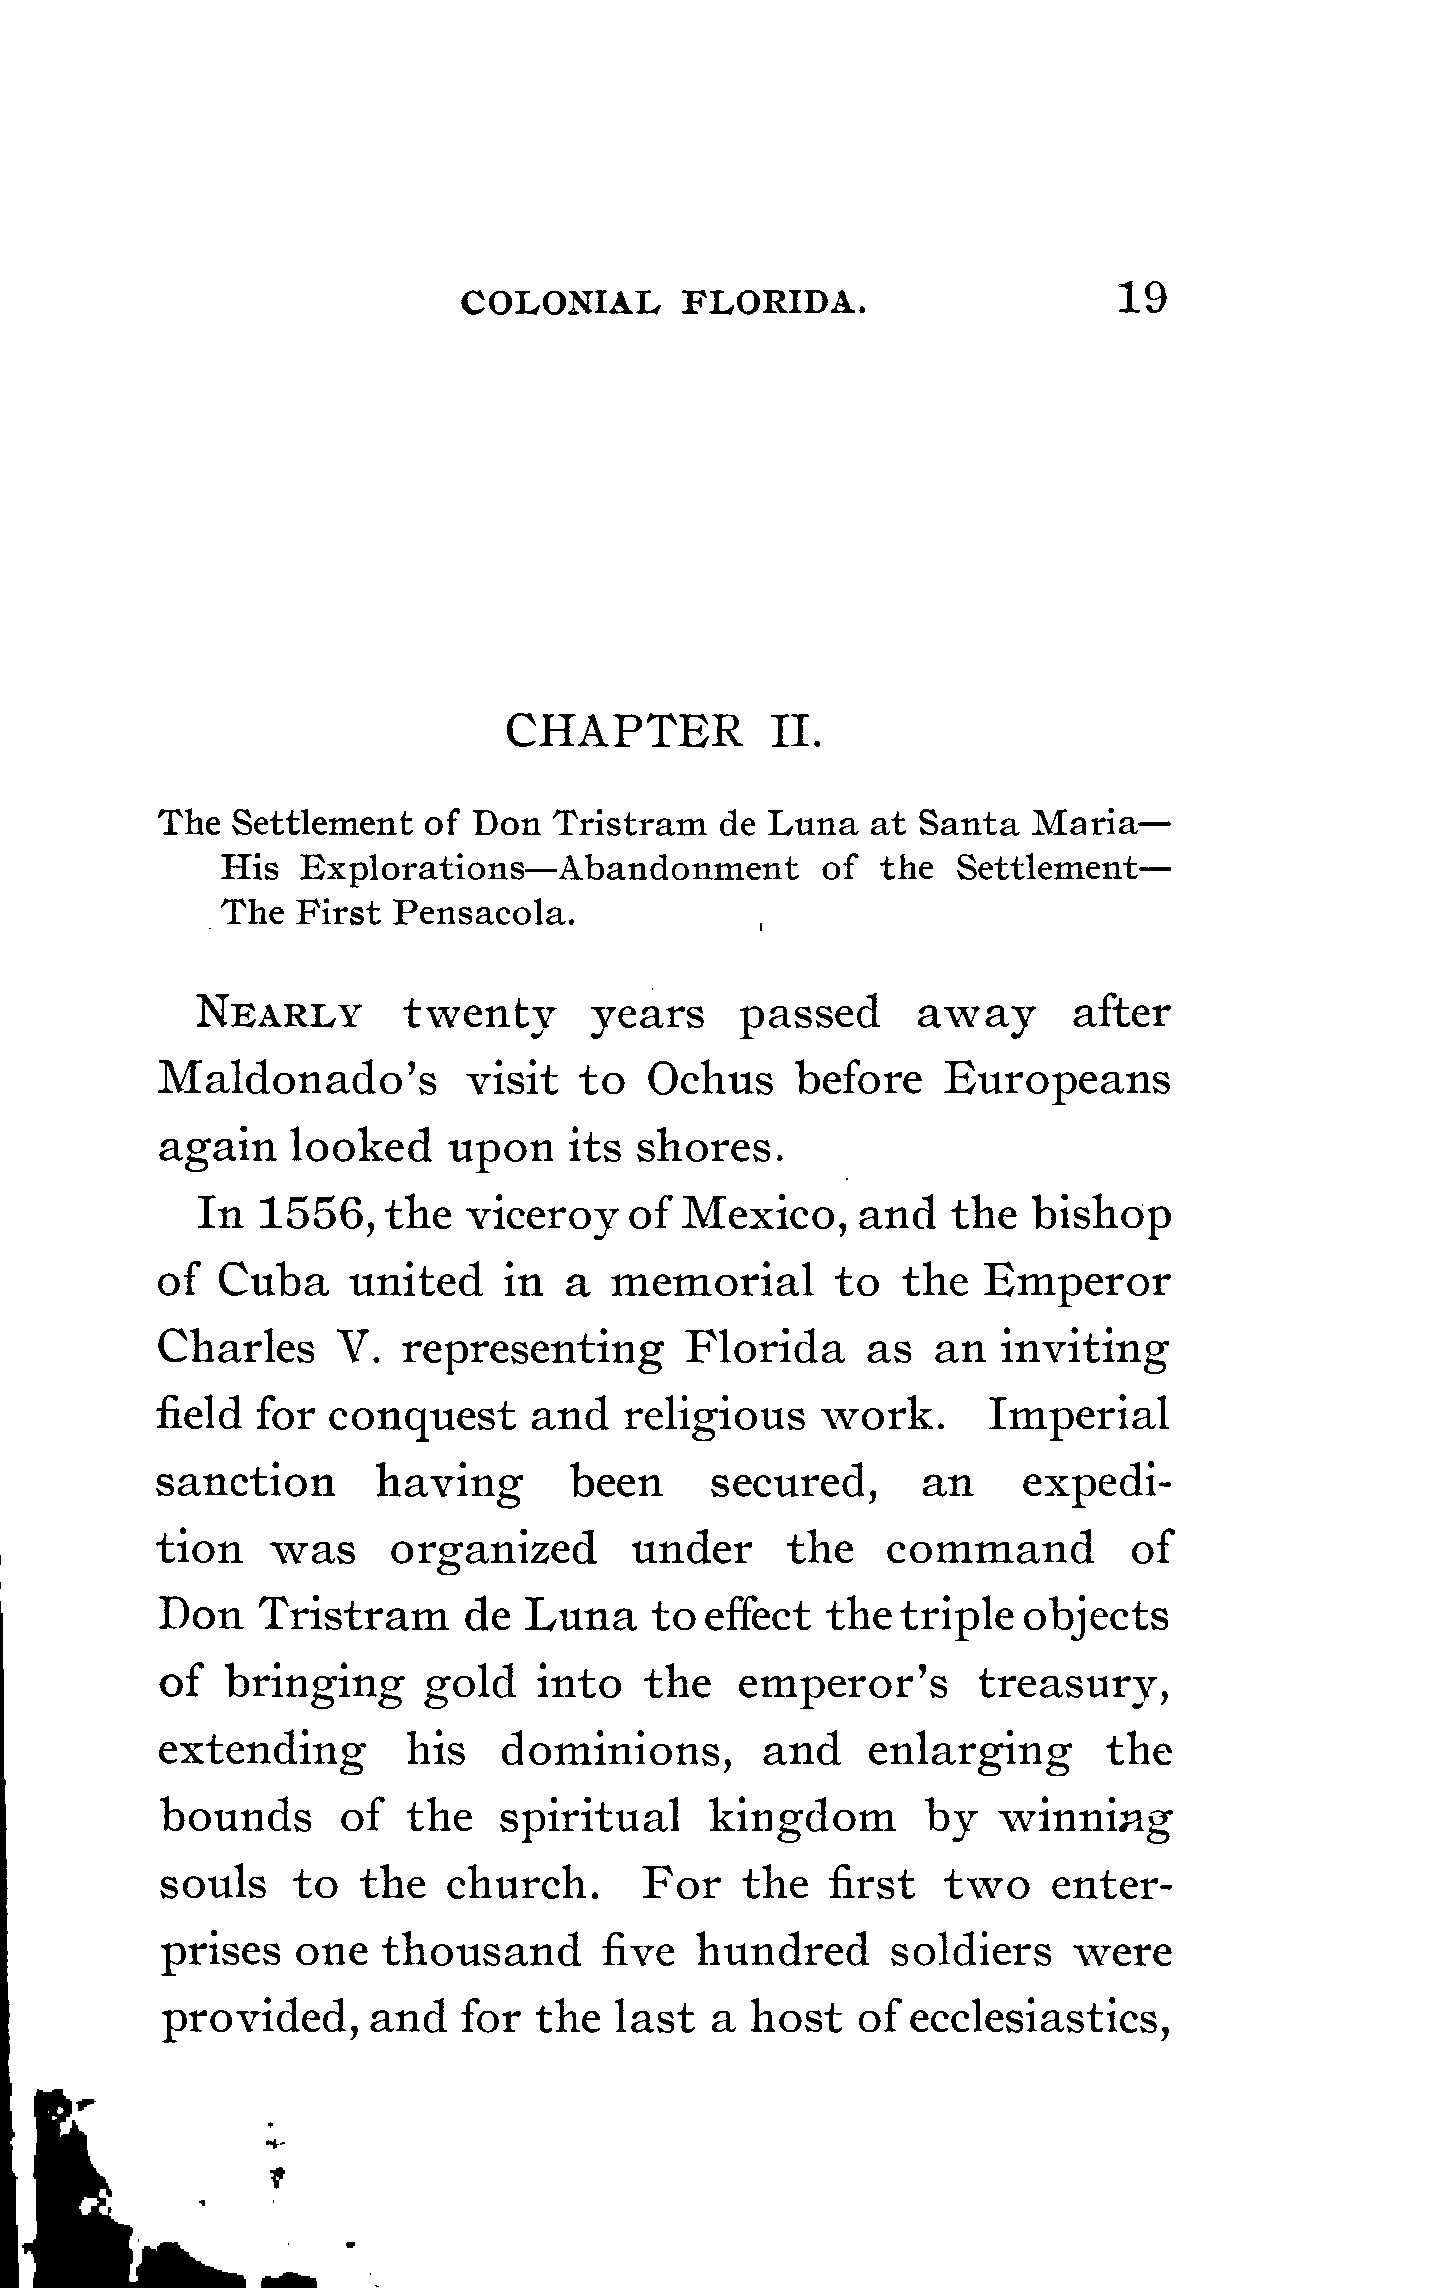 COLONIAL FLORIDA. 19
CHAPTER II.
The Settlement of Don Tristram de Luna at Santa Maria—
His Explorations—Abandonment of the Settlement—
The First Pensacola.
NEARLY twenty years passed away after
Maldonado's visit to Ochus before Europeans
again looked upon its shores.
In 1556, the viceroy of Mexico, and the bishop
of Cuba united in a memorial to the Emperor
Charles V. representing Florida as an inviting
field for conquest and religious work. Imperial
sanction having been secured, an expedi-
tion was organized under the command of
Don Tristram de Luna to effect the triple objects
of bringing gold into the emperor's treasury,
extending his dominions, and enlarging the
bounds of the spiritual kingdom by winning
souls to the church. For the first two enter-
prises one thousand five hundred soldiers were
provided, and for the last a host of ecclesiastics,